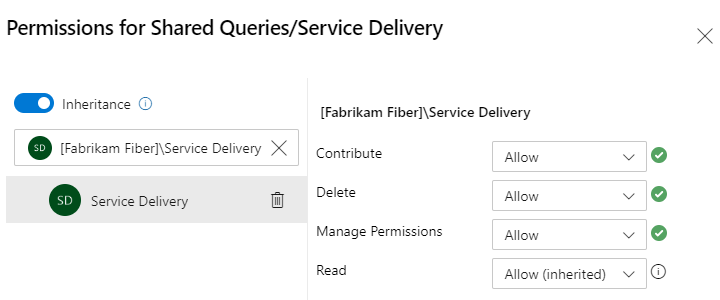 Permissions for Shared Queries/Service Delivery
Inheritance
SD [Fabrikam Fiber]\Service Delivery
SD Service Delivery
[Fabrikam Fiber]\Service Delivery
Contribute Allow
Delete Allow
Manage Permissions Allow
Read Allow (inherited)